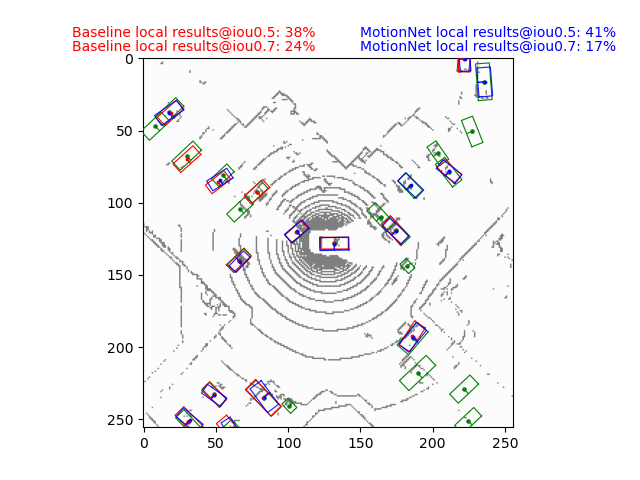 Baseline local results@iou0.5: 38% MotionNet local results@iou0.5: 41%
Baseline local results@iou0.7: 24% MotionNet local results@iou0.7: 17%
0
50
100
150
200
250
0 50 100 150 200 250